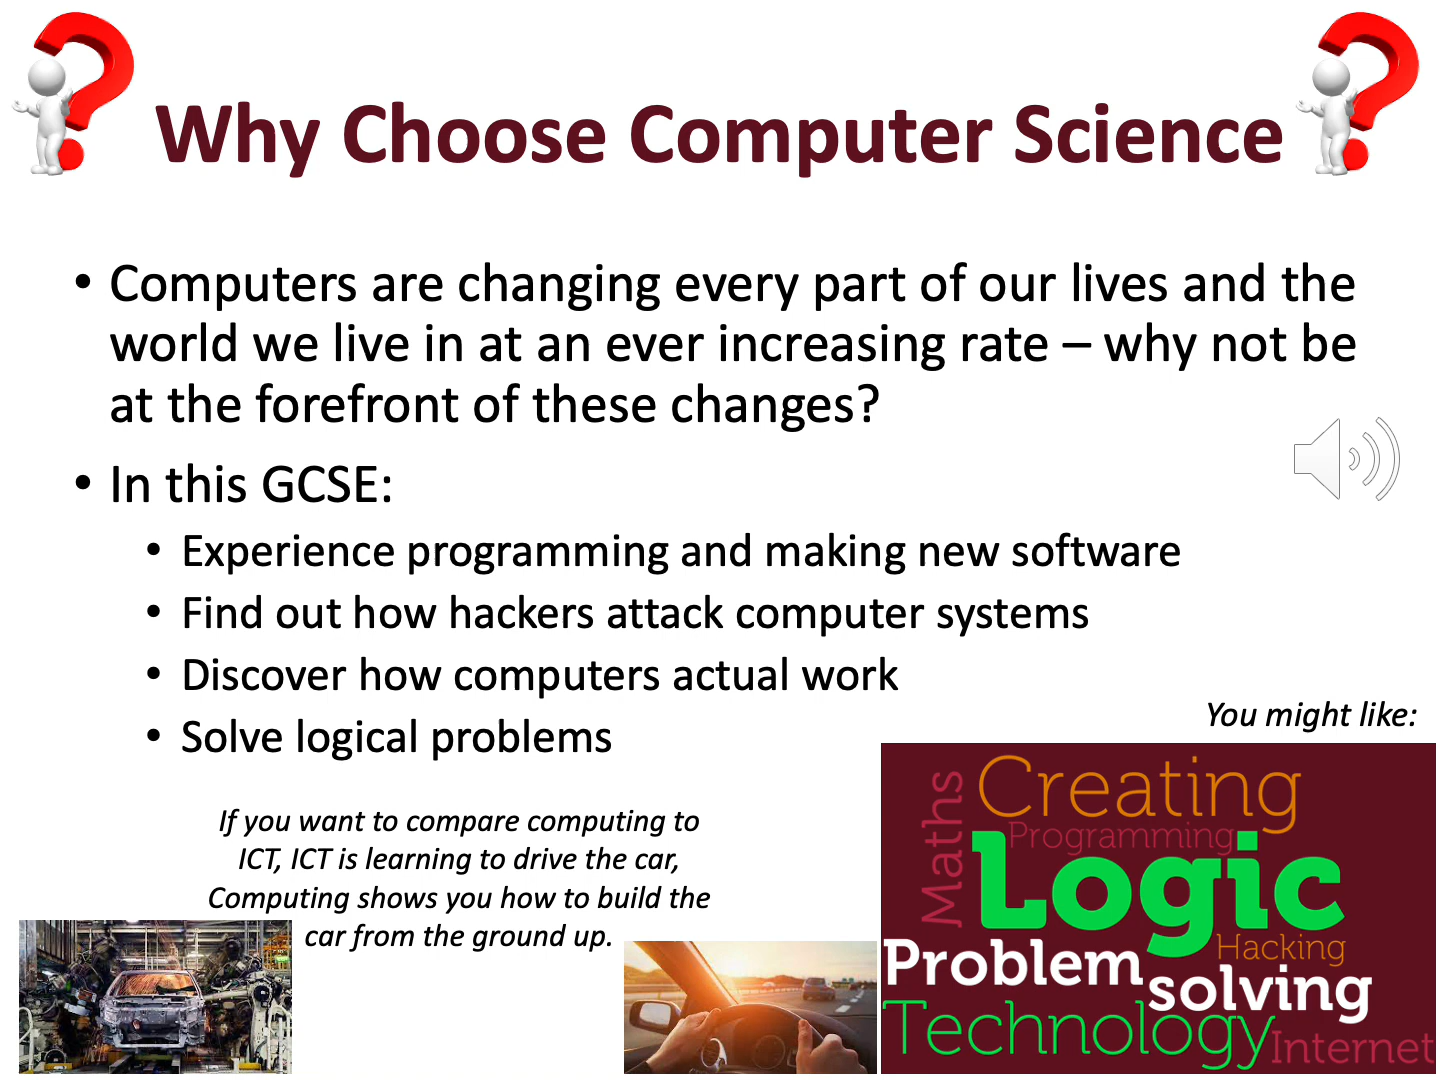 Why Choose Computer Science
• Computers are changing every part of our lives and the
world we live in at an ever increasing rate – why not be
at the forefront of these changes?
• In this GCSE:
• Experience programming and making new software
• Find out how hackers attack computer systems
• Discover how computers actual work
• Solve logical problems
You might like:
If you want to compare computing to
ICT, ICT is learning to drive the car,
Computing shows you how to build the
car from the ground up.
Maths
Creating
Programming
Logic
Hacking
Problem
solving
Technology
Internet